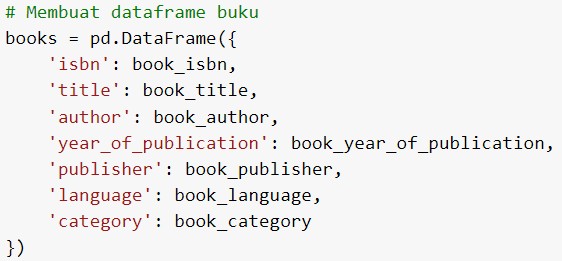 # Membuat dataframe buku
books = pd.DataFrame({
    'isbn': book_isbn,
    'title': book_title,
    'author': book_author,
    'year_of_publication': book_year_of_publication,
    'publisher': book_publisher,
    'language': book_language,
    'category': book_category
})